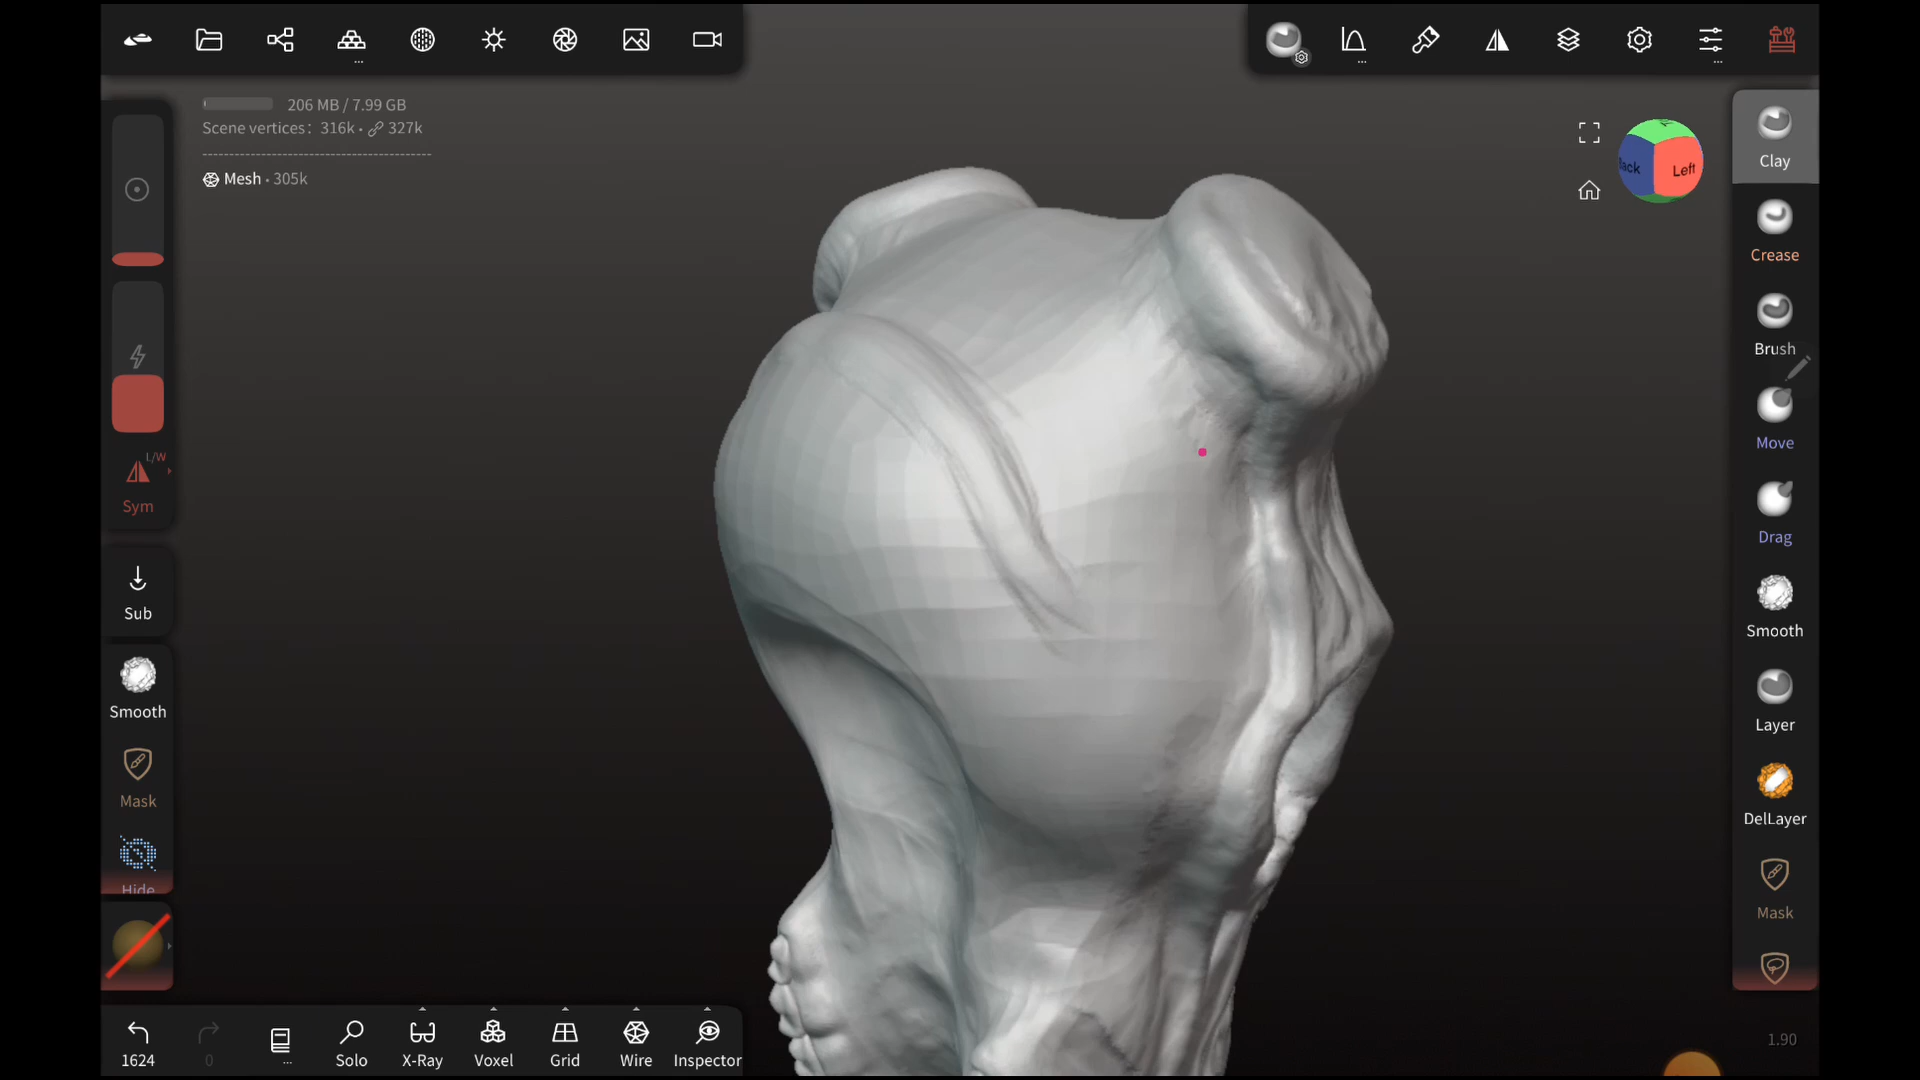 206 MB / 7.99 GB
Scene vertices: 316k • 327k
Mesh • 305k
Back
Left
Clay
Crease
Brush
Move
Drag
Smooth
Layer
DelLayer
Mask
L/W
Sym
Sub
Smooth
Mask
Hide
1624
0
...
Solo
X-Ray
Voxel
Grid
Wire
Inspector
1.90